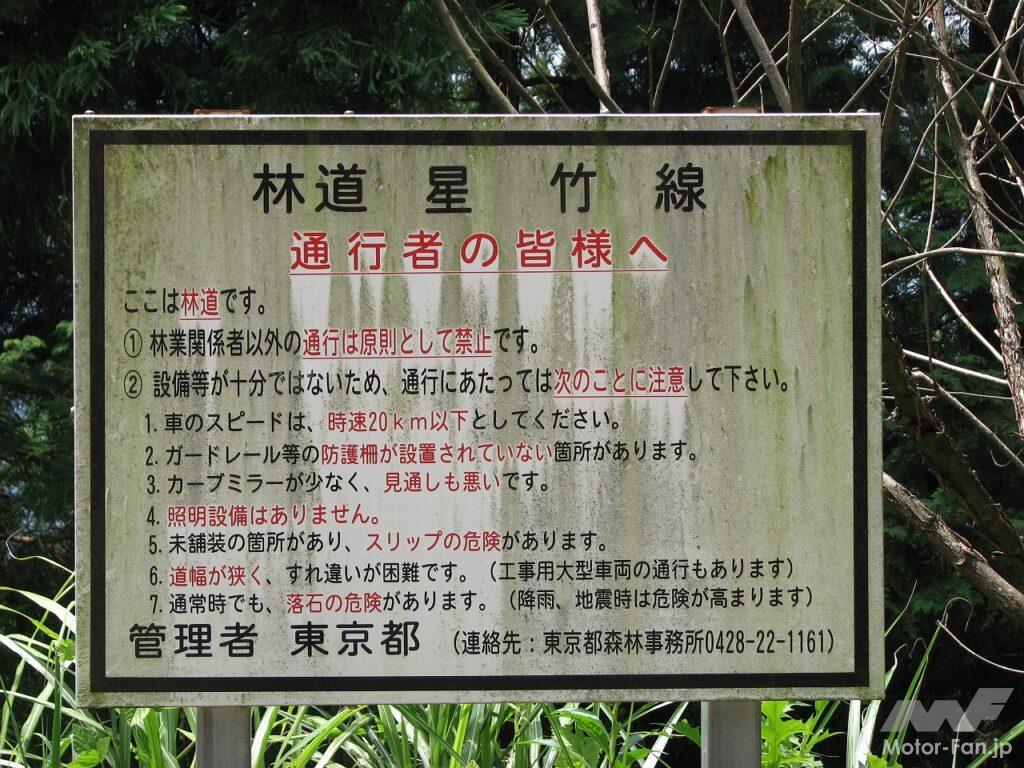 林道 星 竹 線
通行者の皆様へ
ここは林道です。
① 林業関係者以外の通行は原則として禁止です。
② 設備等が十分ではないため、通行にあたっては次のことに注意して下さい。
1. 車のスピードは、時速20km以下としてください。
2. ガードレール等の防護柵が設置されていない箇所があります。
3. カーブミラーが少なく、見通しも悪いです。
4. 照明設備はありません。
5. 未舗装の箇所があり、スリップの危険があります。
6. 道幅が狭く、すれ違いが困難です。（工事用大型車両の通行もあります）
7. 通常時でも、落石の危険があります。（降雨、地震時は危険が高まります）
管理者 東京都 （連絡先：東京都森林事務所0428-22-1161）
MF
Motor-Fan.jp